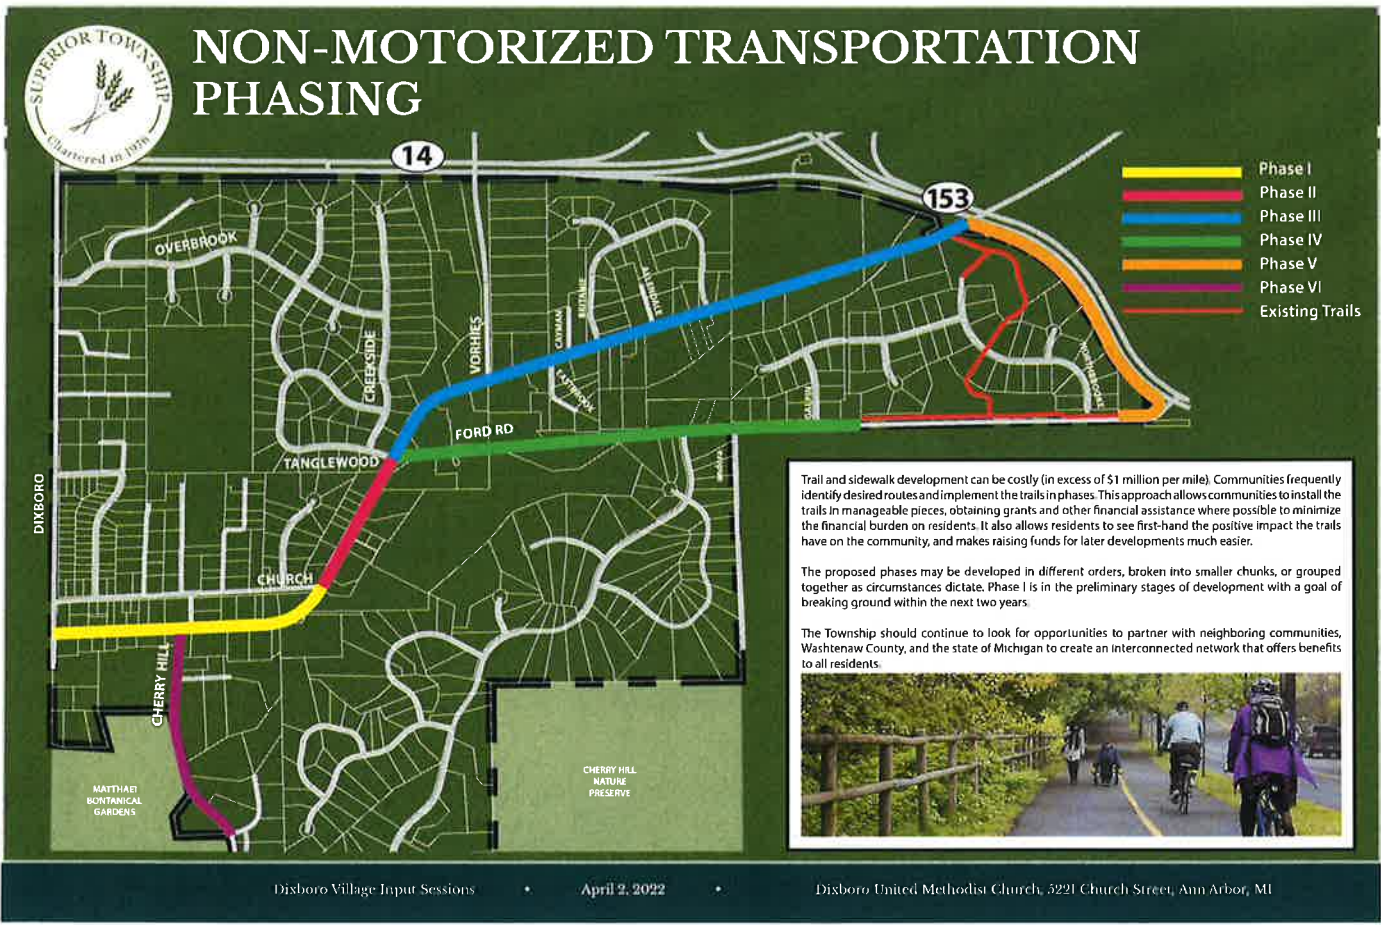 SUPERIOR TOWNSHIP
Chartered in 1976
NON-MOTORIZED TRANSPORTATION
PHASING
14
153
Phase I
Phase II
Phase III
Phase IV
Phase V
Phase VI
Existing Trails
OVERBROOK
CREEKSIDE
VORHIES
CAYMAN
ALLENDALE
EASTBROOK
FORD RD
TANGLEWOOD
DIXBORO
CHURCH
CHERRY HILL
MATTHAEI
BONTANICAL
GARDENS
CHERRY HILL
NATURE
PRESERVE
Trail and sidewalk development can be costly (in excess of $1 million per mile). Communities frequently
identify desired routes and implement the trails in phases. This approach allows communities to install the
trails in manageable pieces, obtaining grants and other financial assistance where possible to minimize
the financial burden on residents. It also allows residents to see first-hand the positive impact the trails
have on the community, and makes raising funds for later developments much easier.
The proposed phases may be developed in different orders, broken into smaller chunks, or grouped
together as circumstances dictate. Phase I is in the preliminary stages of development with a goal of
breaking ground within the next two years.
The Township should continue to look for opportunities to partner with neighboring communities,
Washtenaw County, and the state of Michigan to create an interconnected network that offers benefits
to all residents.
Dixboro Village Input Sessions • April 2, 2022 • Dixboro United Methodist Church, 5221 Church Street, Ann Arbor, MI